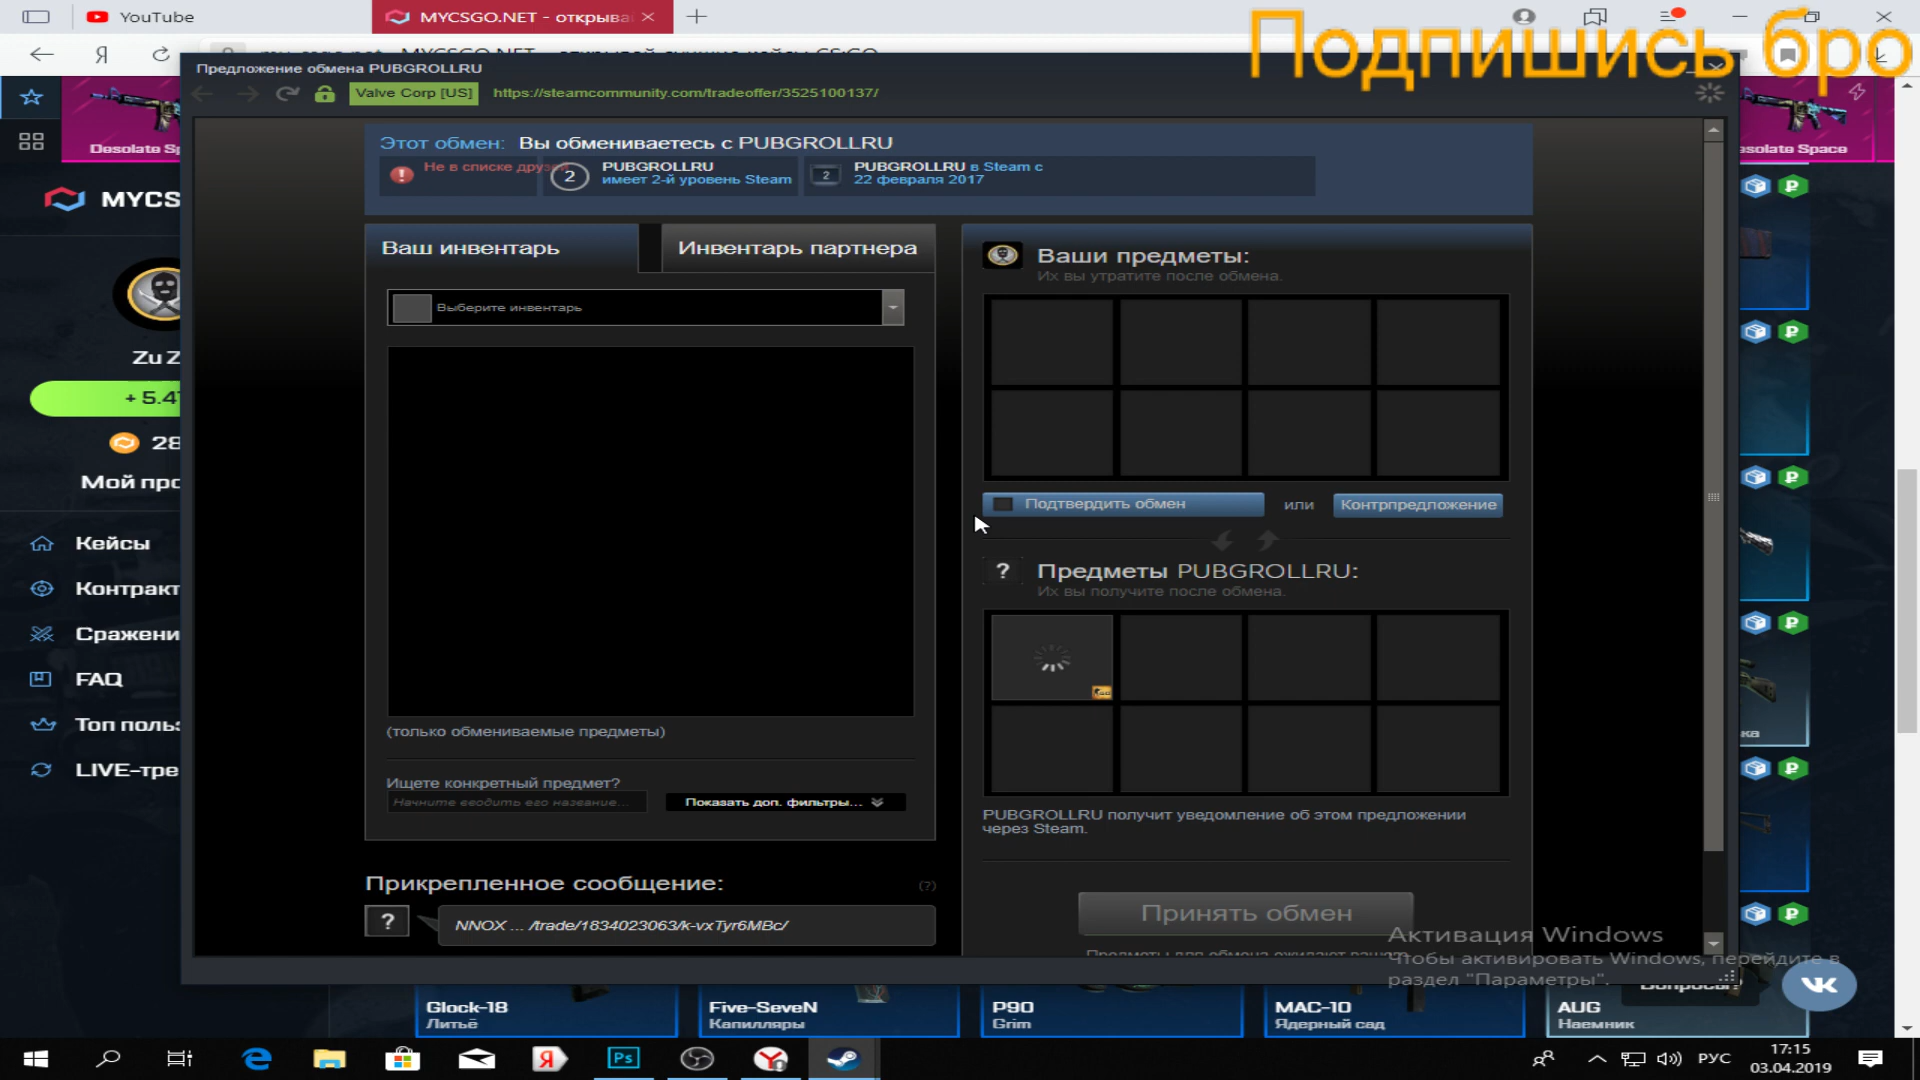 YouTube
MYCSGO.NET - открыва
Подпишись бро
Предложение обмена PUBGROLLRU
Valve Corp [US]
https://steamcommunity.com/tradeoffer/3525100137/
Desolate Sp
esolate Space
Этот обмен: Вы обмениваетесь с PUBGROLLRU
Не в списке друзе
2
PUBGROLLRU
имеет 2-й уровень Steam
2
PUBGROLLRU в Steam с
22 февраля 2017
MYCS
Zu Z
+ 5.4
28
Мой про
Кейсы
Контракт
Сражени
FAQ
Топ поль
LIVE-тре
Ваш инвентарь
Инвентарь партнера
Выберите инвентарь
(только обмениваемые предметы)
Ищете конкретный предмет?
Начните вводить его название...
Показать доп. фильтры...
Прикрепленное сообщение:
(?)
?
NNOX ... /trade/1834023063/k-vxTyr6MBc/
Ваши предметы:
Их вы утратите после обмена.
Подтвердить обмен
или
Контрпредложение
?
Предметы PUBGROLLRU:
Их вы получите после обмена.
PUBGROLLRU получит уведомление об этом предложении
через Steam.
Принять обмен
Активация Windows
Чтобы активировать Windows, перейдите в
раздел "Параметры".
Вопросы?
Glock-18
Литьё
Five-SeveN
Капилляры
P90
Grim
MAC-10
Ядерный сад
AUG
Наемник
Ps
РУС
17:15
03.04.2019